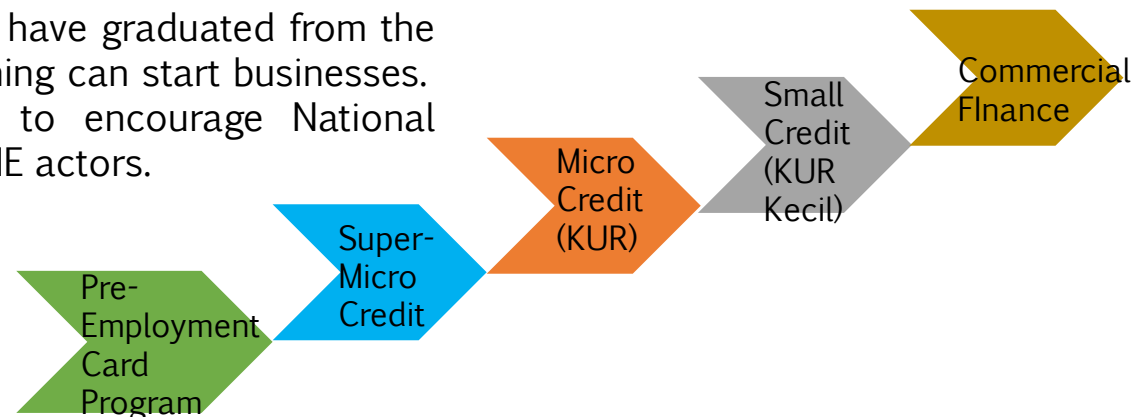 have graduated from the
ning can start businesses.
to encourage National
E actors.
Commercial
FInance
Small
Credit
(KUR
Kecil)
Micro
Credit
(KUR)
Super-
Micro
Credit
Pre-
Employment
Card
Program